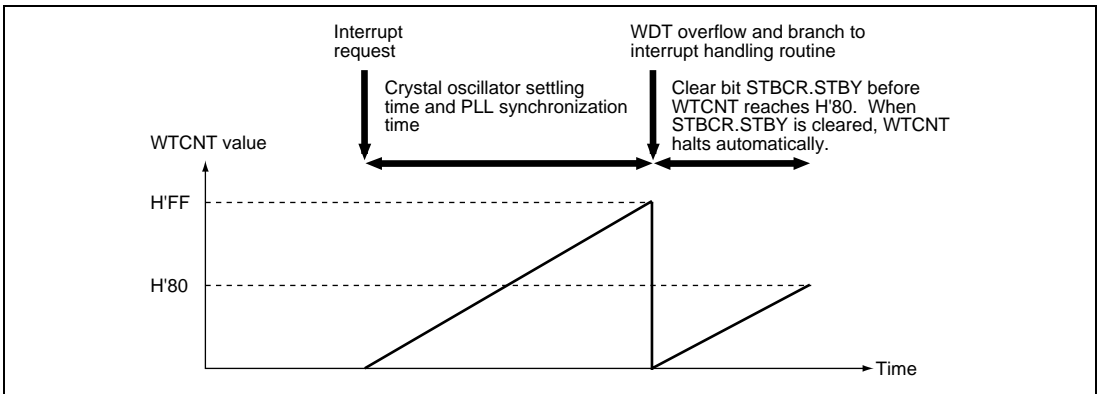 Interrupt
request
WDT overflow and branch to
interrupt handling routine
Crystal oscillator settling
time and PLL synchronization
time
Clear bit STBCR.STBY before
WTCNT reaches H'80.  When
STBCR.STBY is cleared, WTCNT
halts automatically.
WTCNT value
H'FF
H'80
Time